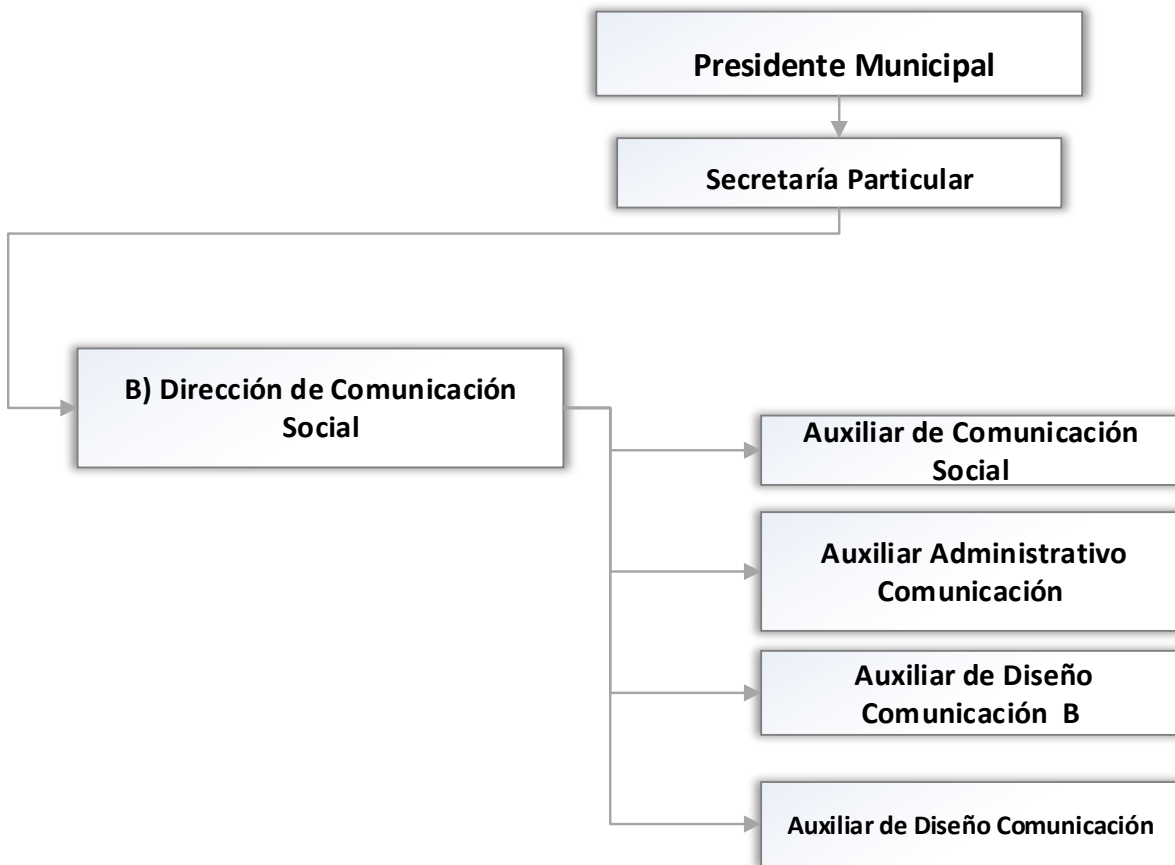 Presidente Municipal
Secretaría Particular
B) Dirección de Comunicación
Social
Auxiliar de Comunicación
Social
Auxiliar Administrativo
Comunicación
Auxiliar de Diseño
Comunicación B
Auxiliar de Diseño Comunicación